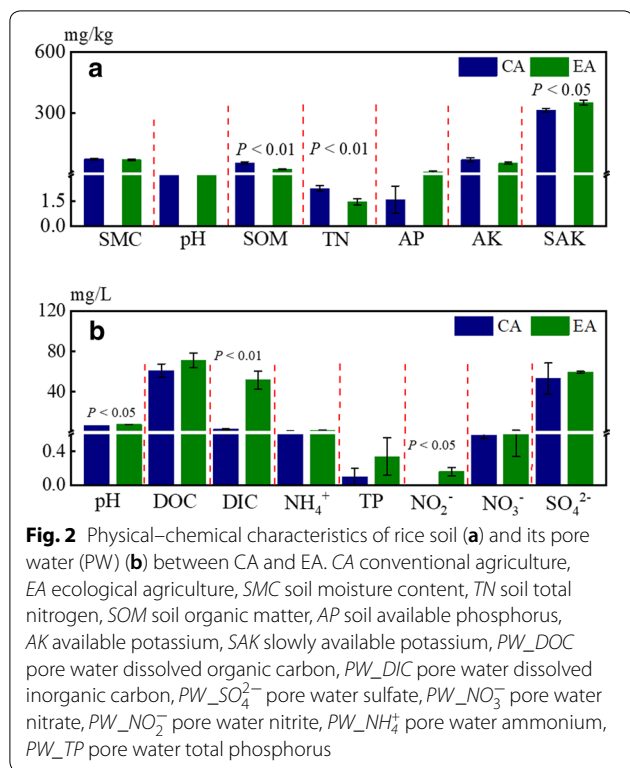 mg/kg
600
a
CA
EA
P < 0.05
300
P < 0.01
P < 0.01
1.5
0.0
SMC pH SOM TN AP AK SAK
mg/L
120
b
CA
EA
80
P < 0.01
40
P < 0.05
P < 0.05
0.4
0.0
pH DOC DIC NH₄⁺ TP NO₂⁻ NO₃⁻ SO₄²⁻
Fig. 2 Physical–chemical characteristics of rice soil (a) and its pore
water (PW) (b) between CA and EA. CA conventional agriculture,
EA ecological agriculture, SMC soil moisture content, TN soil total
nitrogen, SOM soil organic matter, AP soil available phosphorus,
AK available potassium, SAK slowly available potassium, PW_DOC
pore water dissolved organic carbon, PW_DIC pore water dissolved
inorganic carbon, PW_SO₄²⁻ pore water sulfate, PW_NO₃⁻ pore water
nitrate, PW_NO₂⁻ pore water nitrite, PW_NH₄⁺ pore water ammonium,
PW_TP pore water total phosphorus